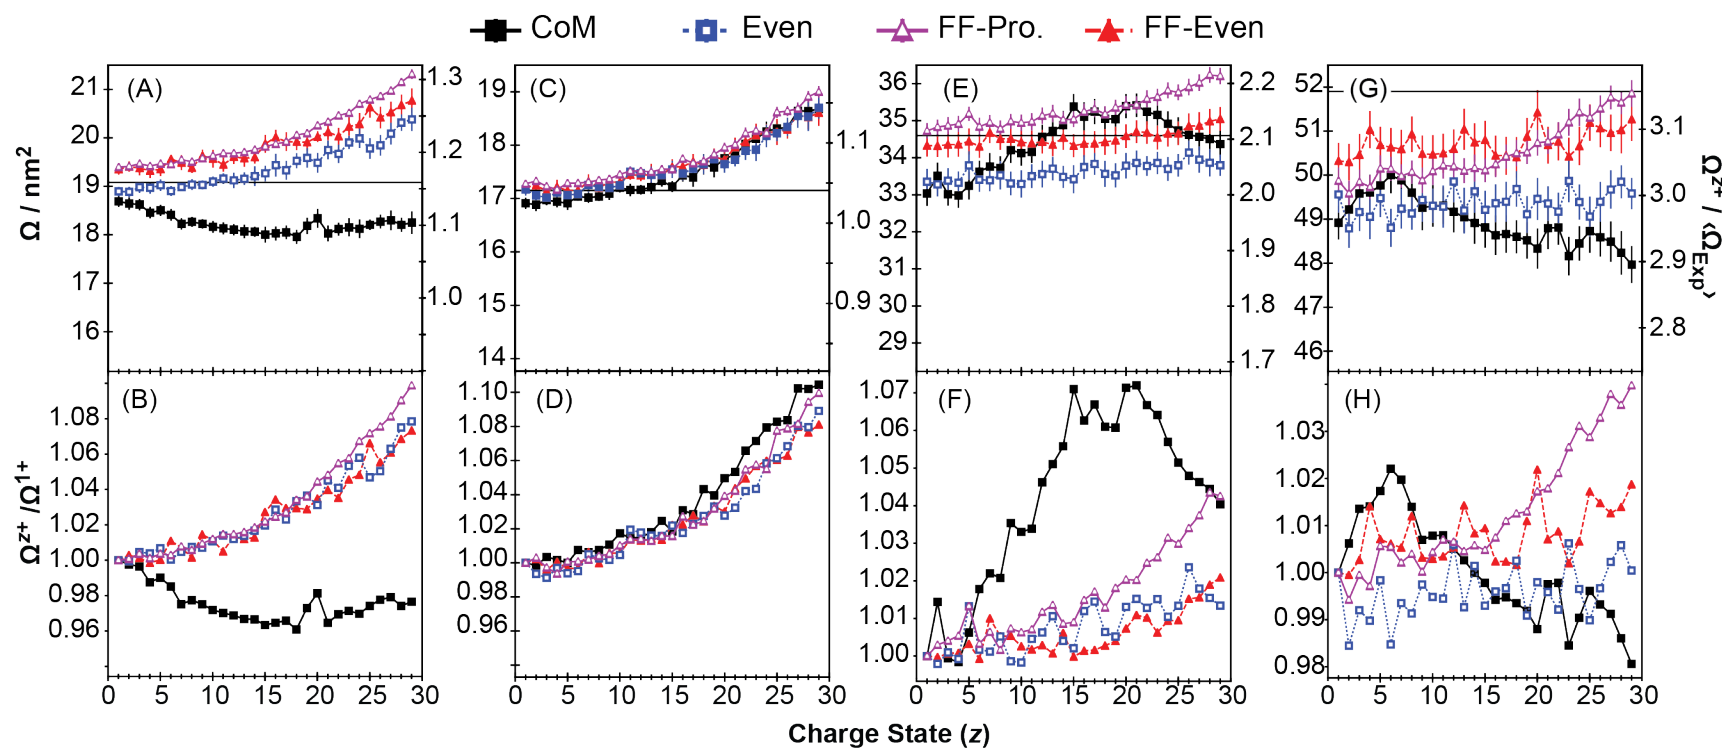 CoM Even FF-Pro. FF-Even
(A) (C) (E) (G)
21 20 19 18 17 16
1.3 1.2 1.1 1.0
19 18 17 16 15 14
1.1 1.0 0.9
36 35 34 33 32 31 30 29
2.2 2.1 2.0 1.9 1.8 1.7
52 51 50 49 48 47 46
3.1 3.0 2.9 2.8
Ω / nm2
Ωz+ / ‹ΩExp›
(B) (D) (F) (H)
1.08 1.06 1.04 1.02 1.00 0.98 0.96
1.10 1.08 1.06 1.04 1.02 1.00 0.98 0.96
1.07 1.06 1.05 1.04 1.03 1.02 1.01 1.00
1.03 1.02 1.01 1.00 0.99 0.98
Ωz+ /Ω1+
0 5 10 15 20 25 30 0 5 10 15 20 25 30 0 5 10 15 20 25 30 0 5 10 15 20 25 30
Charge State (z)